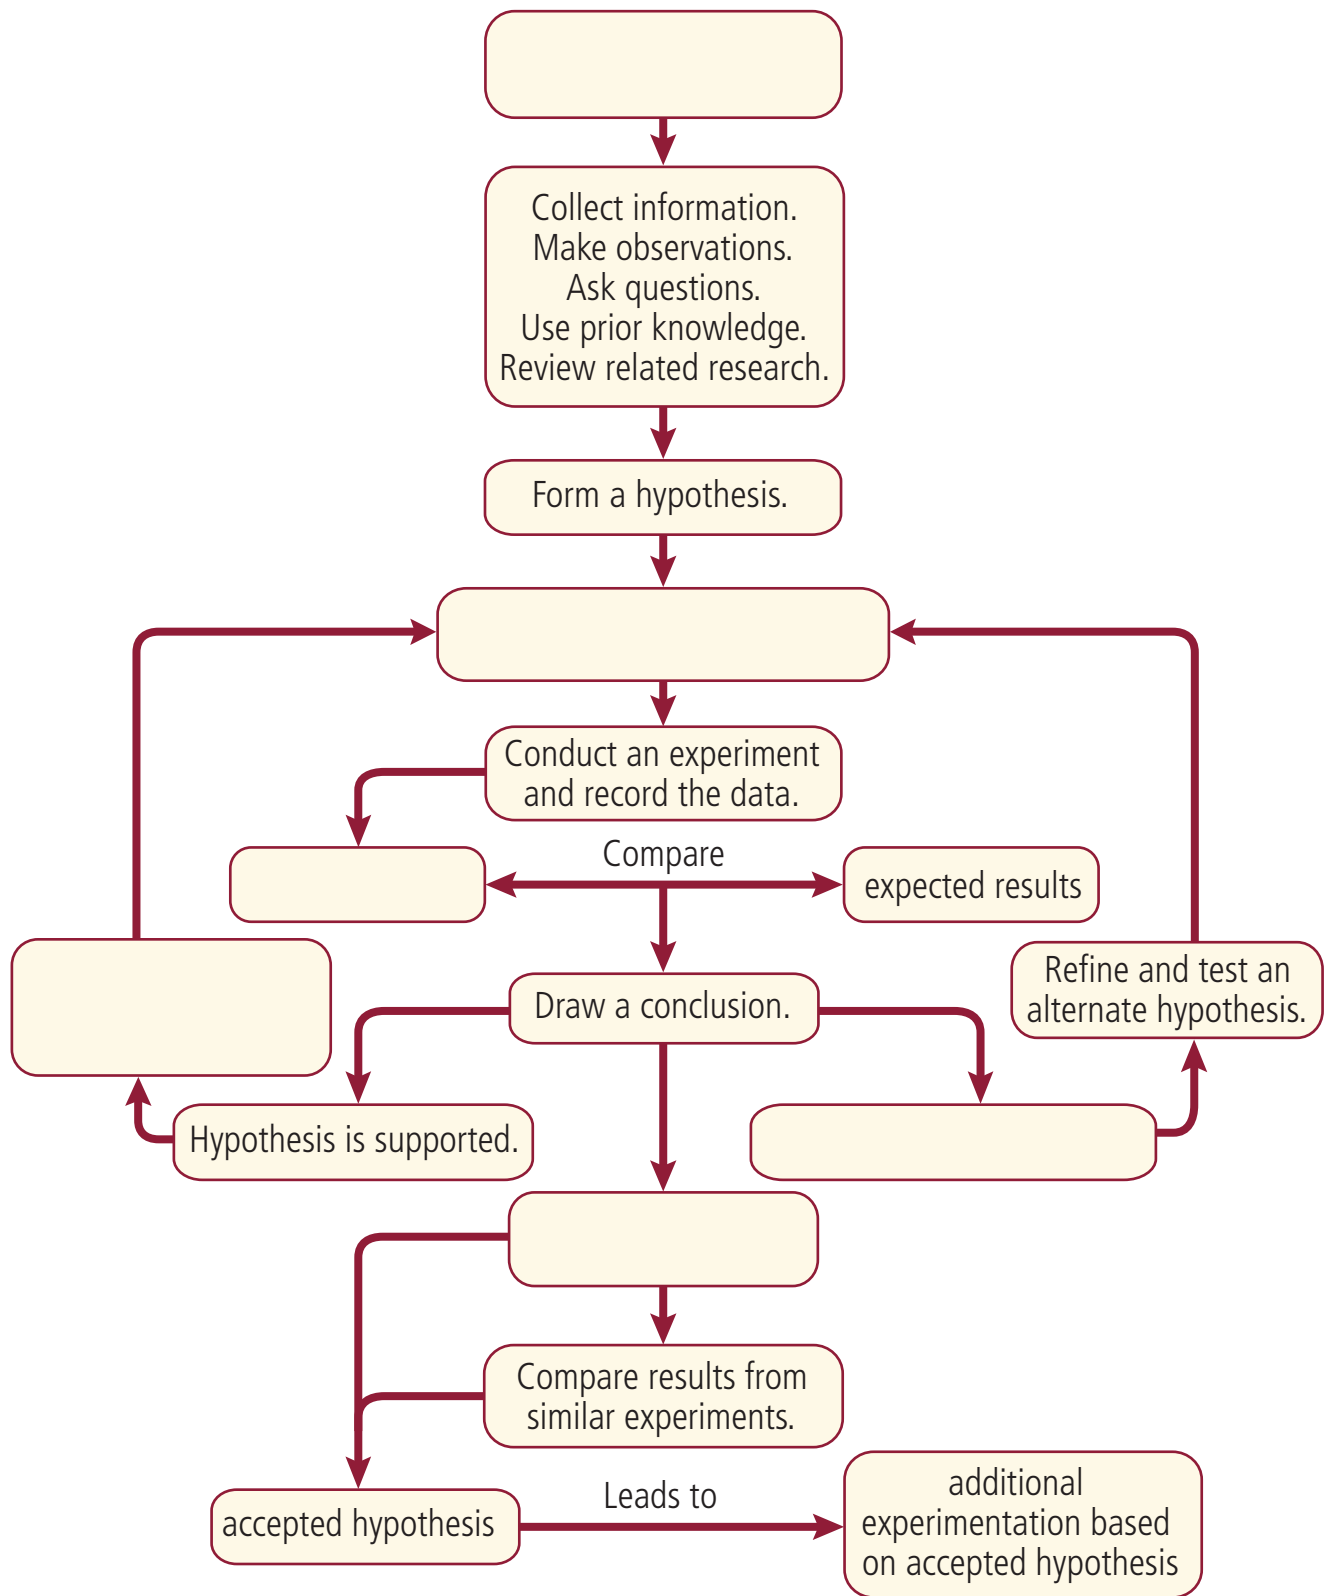 Collect information.
Make observations.
Ask questions.
Use prior knowledge.
Review related research.
Form a hypothesis.
Conduct an experiment
and record the data.
Compare
expected results
Refine and test an
alternate hypothesis.
Draw a conclusion.
Hypothesis is supported.
Compare results from
similar experiments.
accepted hypothesis
Leads to
additional
experimentation based
on accepted hypothesis